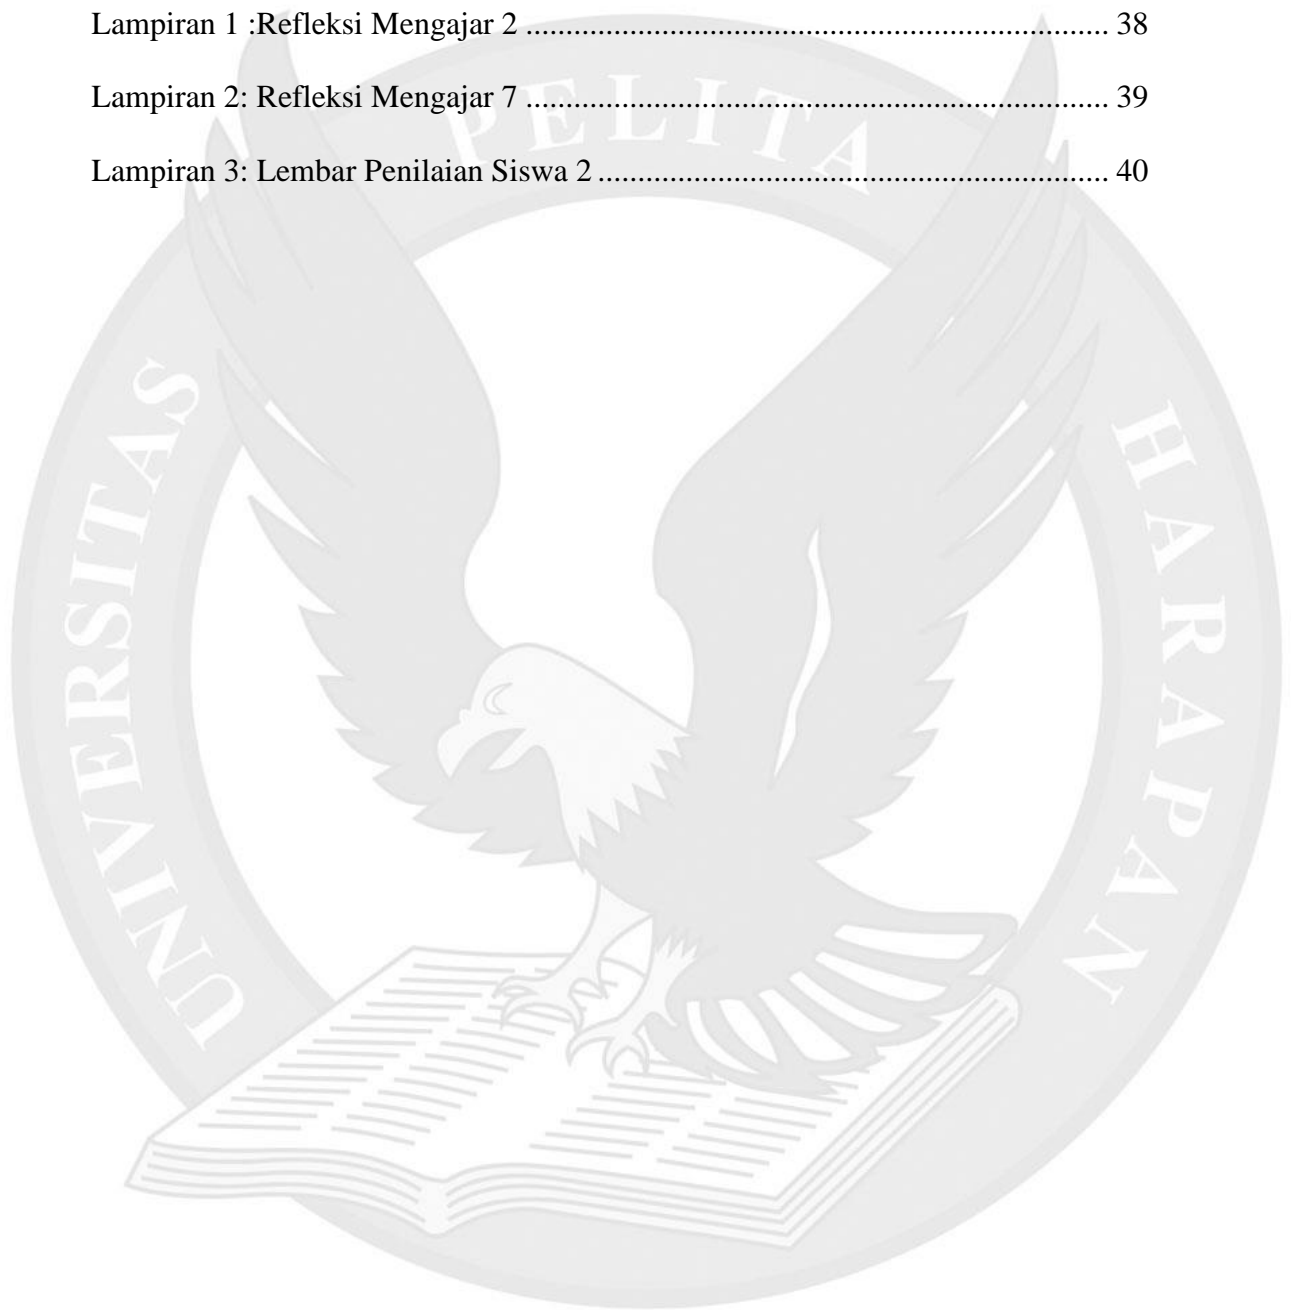 Lampiran 1 :Refleksi Mengajar 2 .......................................................................... 38
Lampiran 2: Refleksi Mengajar 7 .......................................................................... 39
Lampiran 3: Lembar Penilaian Siswa 2 ................................................................. 40
UNIVERSITAS PELITA HARAPAN